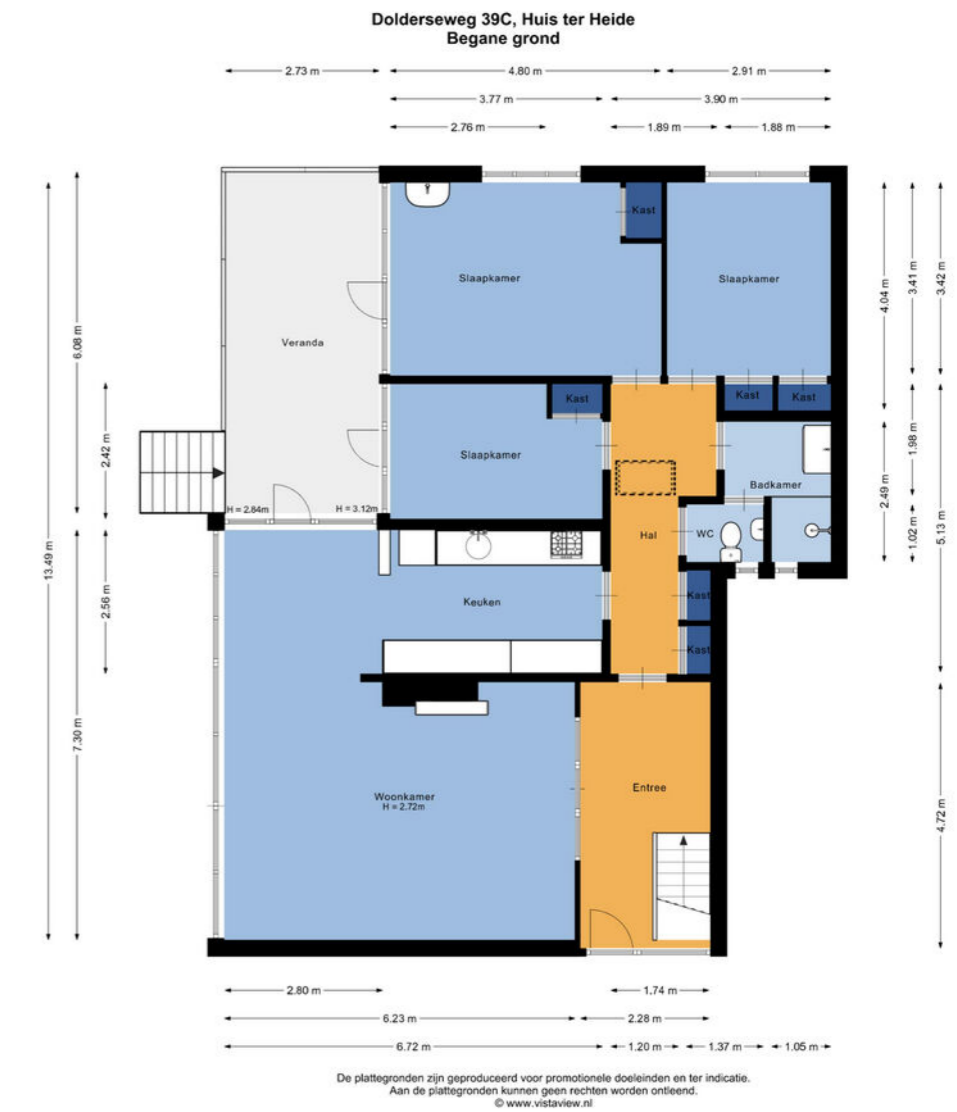 Dolderseweg 39C, Huis ter Heide
Begane grond
2.73 m
4.80 m
2.91 m
3.77 m
3.90 m
2.76 m
1.89 m
1.88 m
Kast
Slaapkamer
Slaapkamer
Veranda
Kast
Kast
Kast
Slaapkamer
Badkamer
H = 2.84m
H = 3.12m
Hal
WC
Keuken
Kast
Kast
Woonkamer
H = 2.72m
Entree
13.49 m
6.08 m
7.30 m
2.42 m
2.56 m
4.04 m
2.49 m
3.41 m
1.98 m
1.02 m
3.42 m
5.13 m
4.72 m
2.80 m
1.74 m
6.23 m
2.28 m
6.72 m
1.20 m
1.37 m
1.05 m
De plattegronden zijn geproduceerd voor promotionele doeleinden en ter indicatie.
Aan de plattegronden kunnen geen rechten worden ontleend.
© www.vistaview.nl